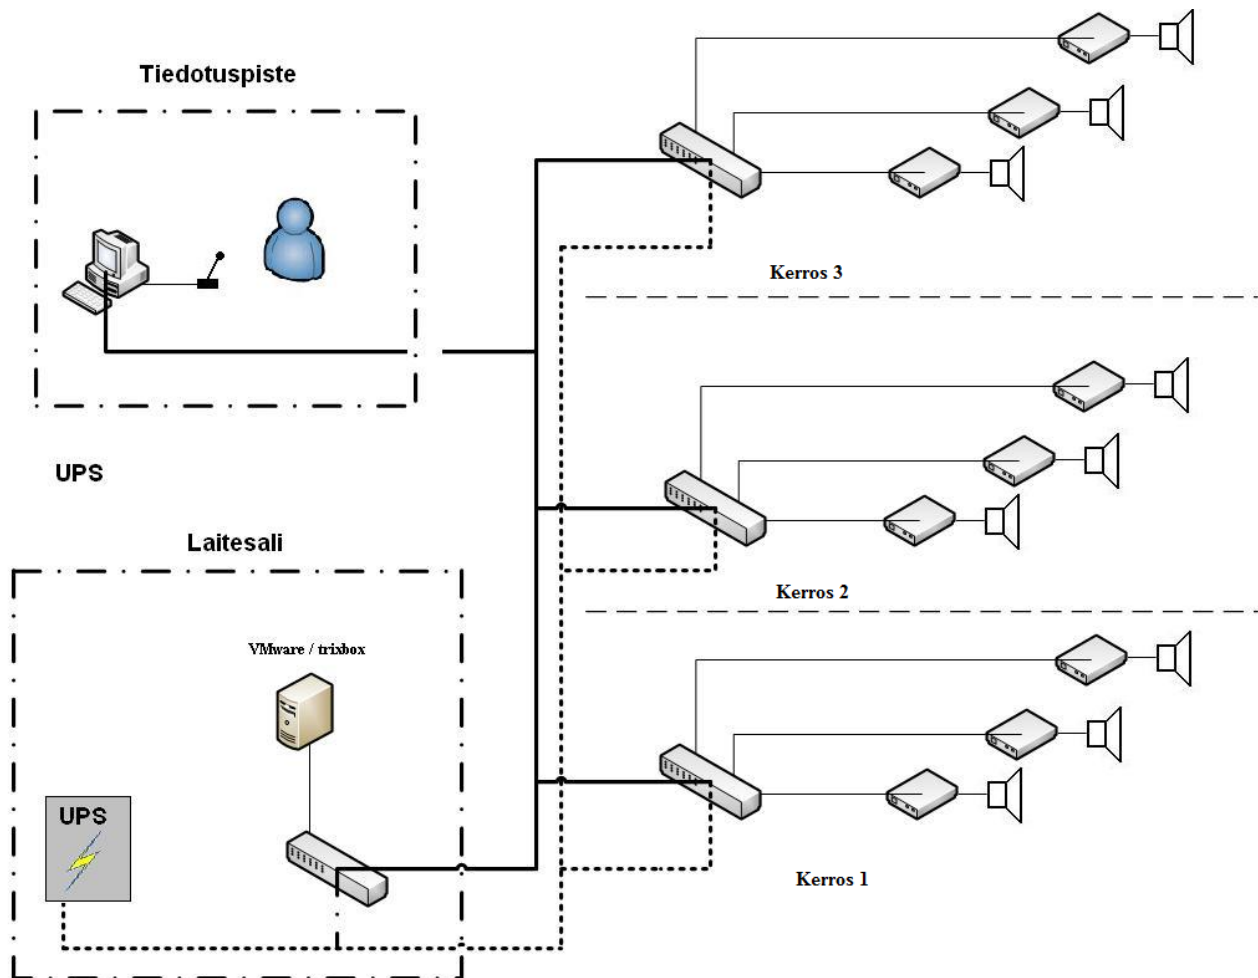 Tiedotuspiste
Kerros 3
UPS
Laitesali
Kerros 2
VMware / trixbox
UPS
Kerros 1